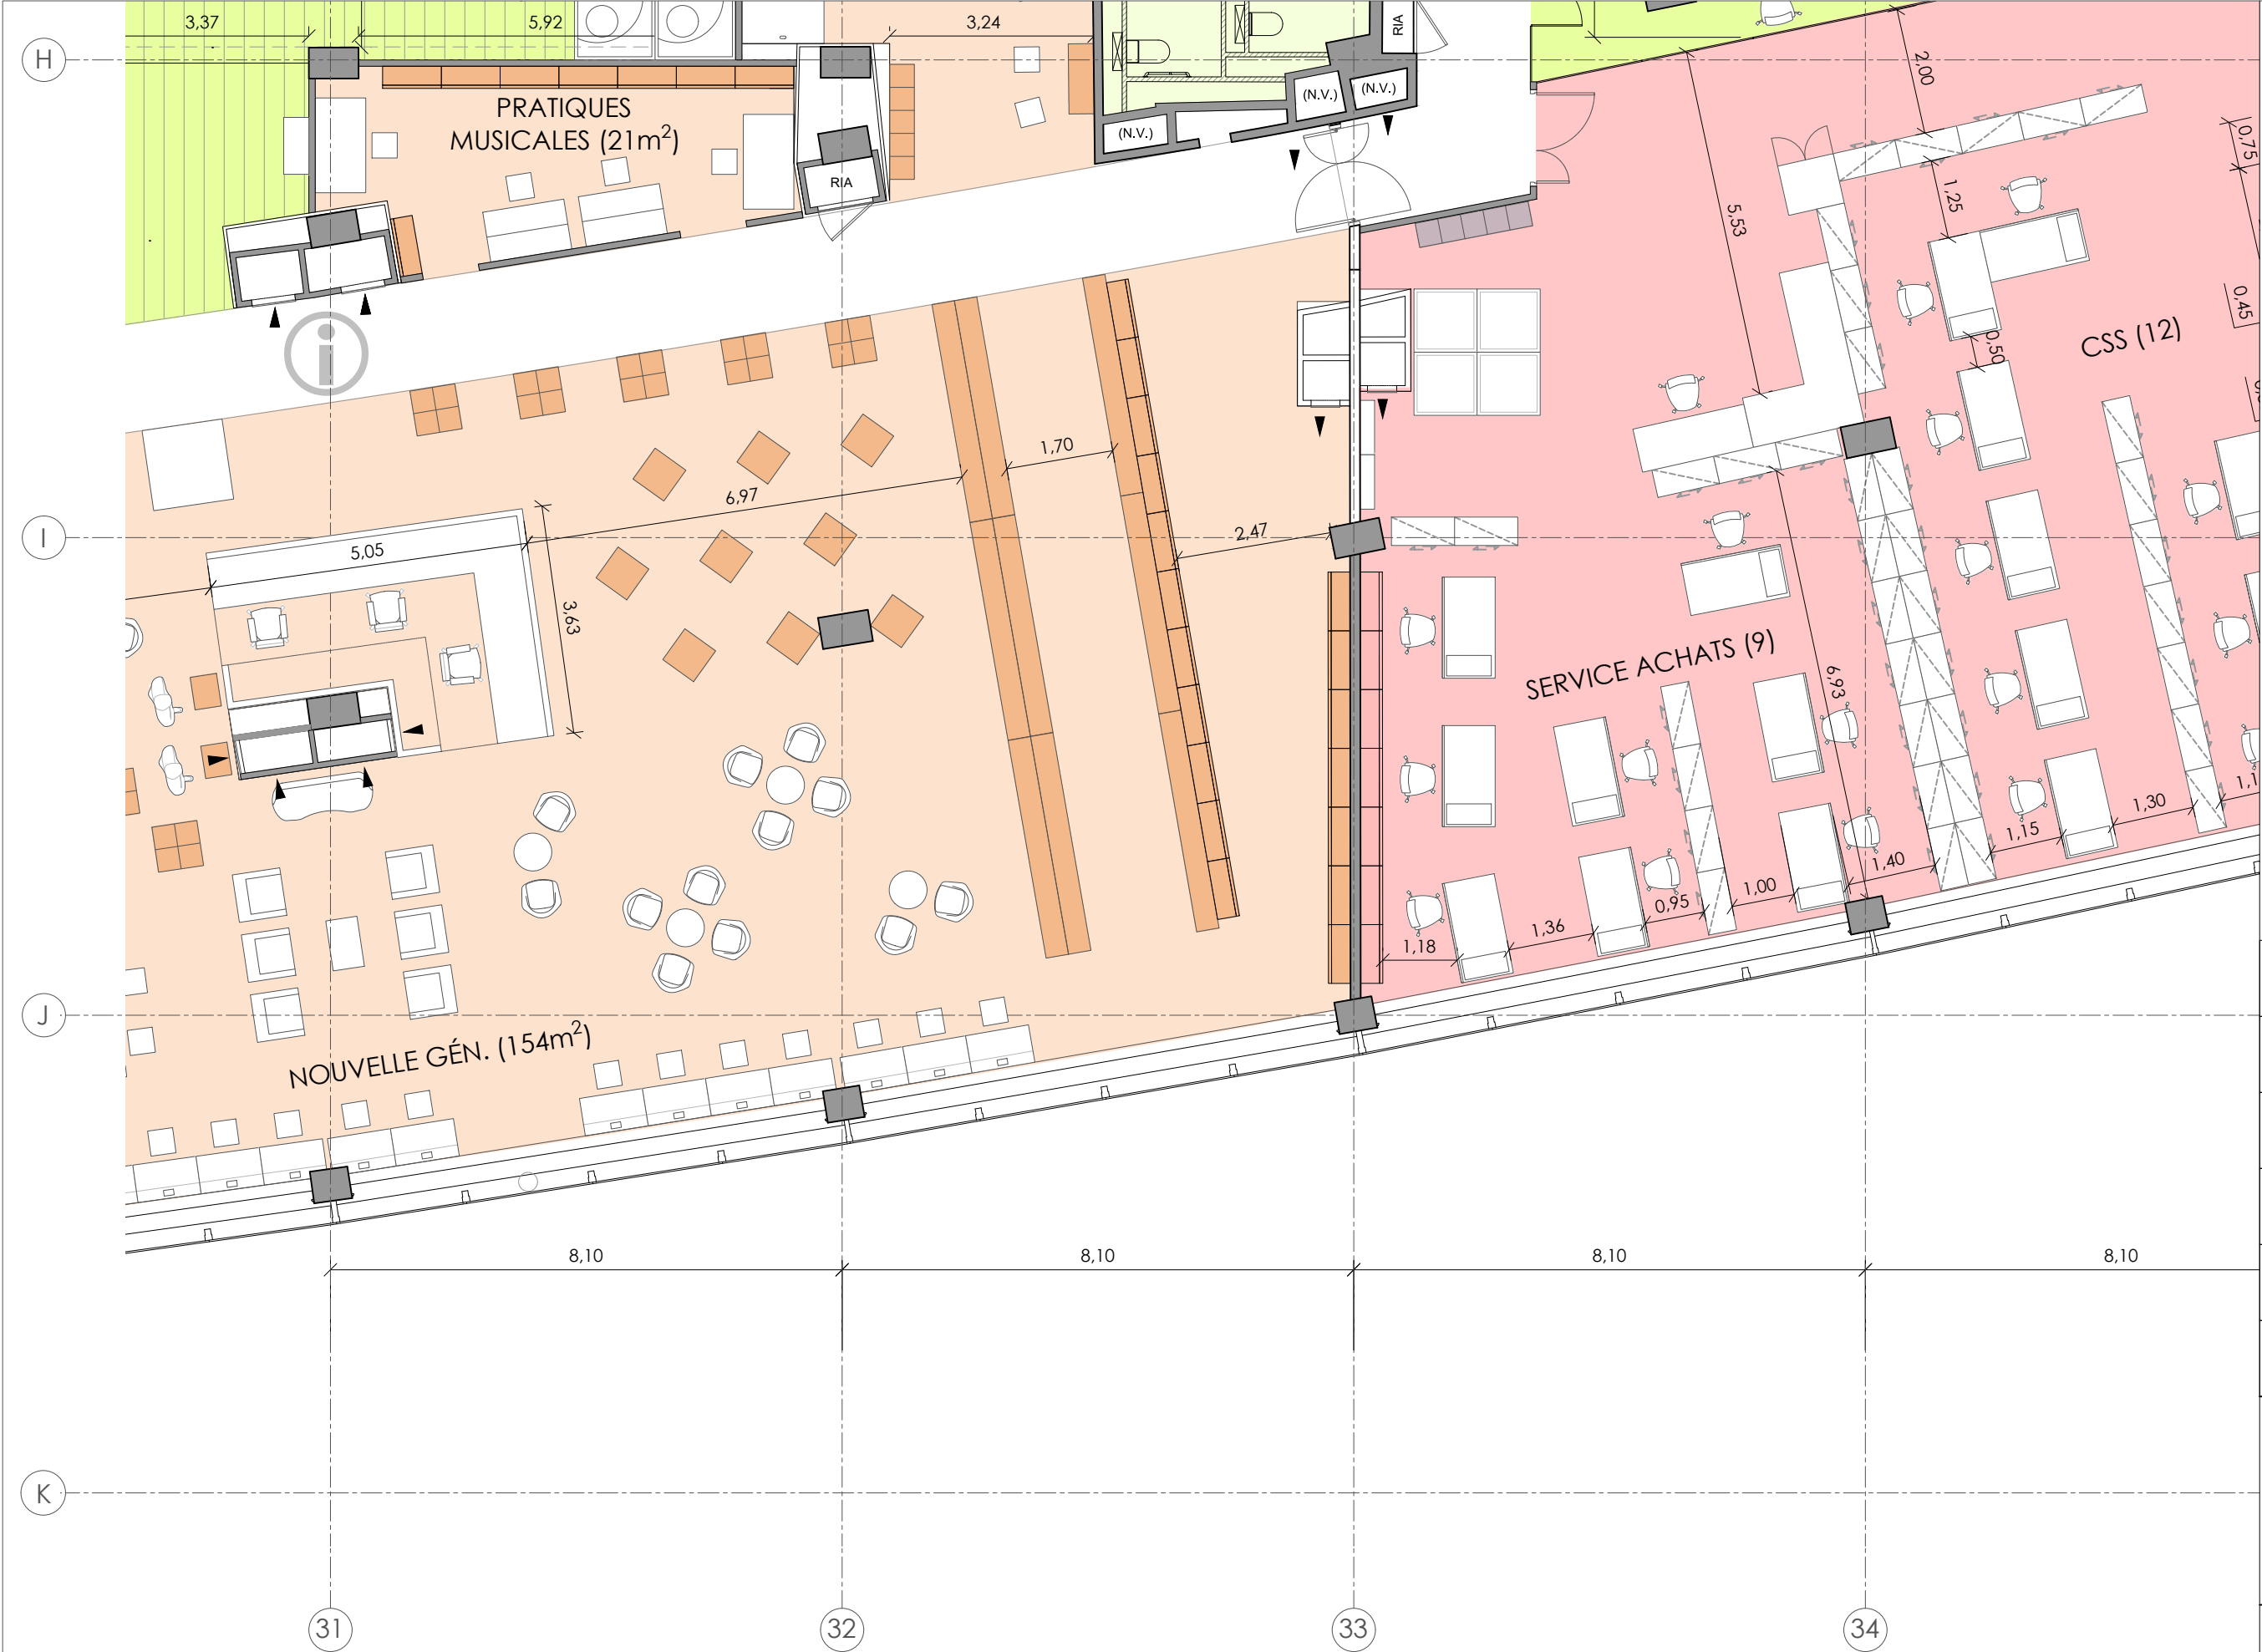 3,37
5,92
3,24
RIA
H
PRATIQUES
MUSICALES (21m²)
(N.V.)
(N.V.)
(N.V.)
RIA
2,00
0,75
1,25
5,53
0,45
0,50
CSS (12)
i
1,70
6,97
2,47
I
5,05
3,63
SERVICE ACHATS (9)
6,93
1,30
1,15
1,40
1,00
0,95
1,36
1,18
J
NOUVELLE GÉN. (154m²)
8,10
8,10
8,10
8,10
K
31
32
33
34